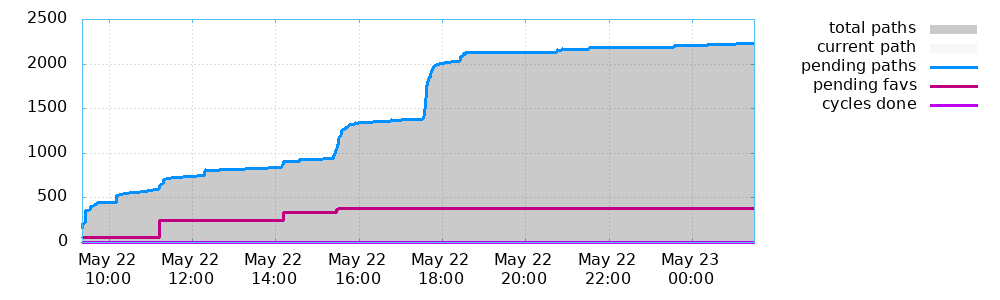 2500
2000
1500
1000
500
0
May 22 May 22 May 22 May 22 May 22 May 22 May 22 May 23
10:00 12:00 14:00 16:00 18:00 20:00 22:00 00:00
total paths
current path
pending paths
pending favs
cycles done